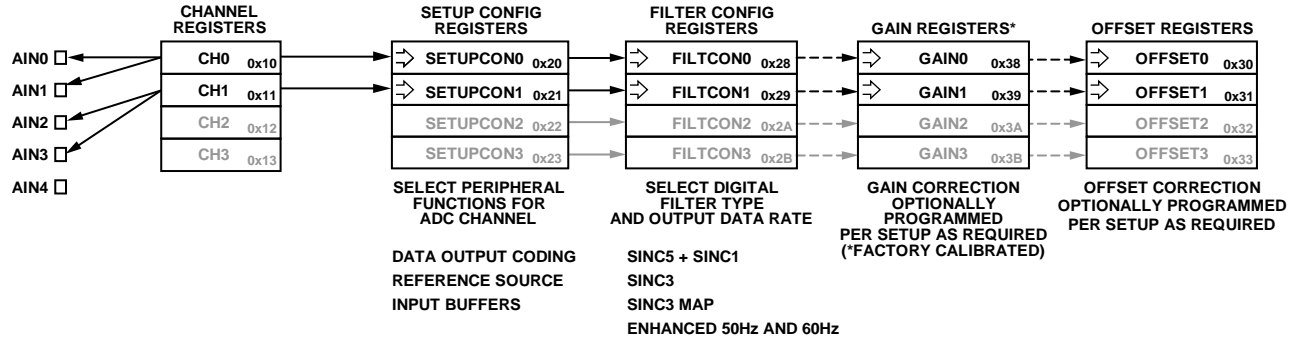 CHANNEL
REGISTERS
SETUP CONFIG
REGISTERS
FILTER CONFIG
REGISTERS
GAIN REGISTERS*
OFFSET REGISTERS
AIN0
CH0 0x10
SETUPCON0 0x20
FILTCON0 0x28
GAIN0 0x38
OFFSET0 0x30
AIN1
CH1 0x11
SETUPCON1 0x21
FILTCON1 0x29
GAIN1 0x39
OFFSET1 0x31
AIN2
CH2 0x12
SETUPCON2 0x22
FILTCON2 0x2A
GAIN2 0x3A
OFFSET2 0x32
AIN3
CH3 0x13
SETUPCON3 0x23
FILTCON3 0x2B
GAIN3 0x3B
OFFSET3 0x33
AIN4
SELECT PERIPHERAL
FUNCTIONS FOR
ADC CHANNEL
SELECT DIGITAL
FILTER TYPE
AND OUTPUT DATA RATE
GAIN CORRECTION
OPTIONALLY
PROGRAMMED
PER SETUP AS REQUIRED
(*FACTORY CALIBRATED)
OFFSET CORRECTION
OPTIONALLY PROGRAMMED
PER SETUP AS REQUIRED
DATA OUTPUT CODING
REFERENCE SOURCE
INPUT BUFFERS
SINC5 + SINC1
SINC3
SINC3 MAP
ENHANCED 50Hz AND 60Hz